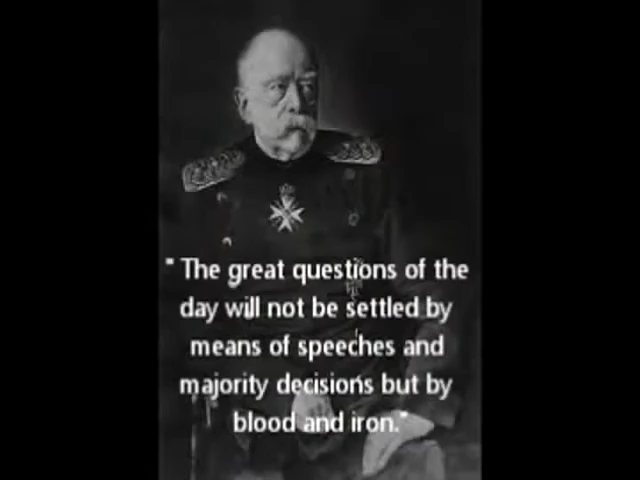 " The great questions of the
day will not be settled by
means of speeches and
majority decisions but by
blood and iron."